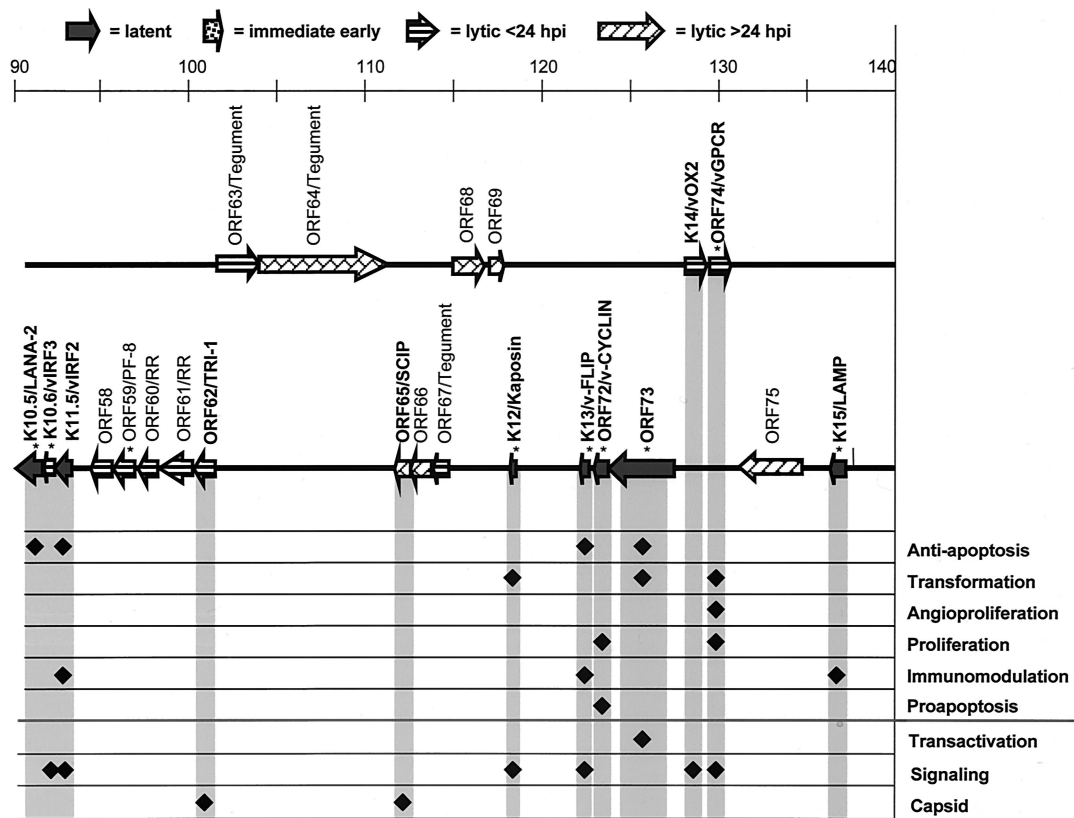 = latent = immediate early = lytic <24 hpi = lytic >24 hpi
90 100 110 120 130 140
ORF63/Tegument
ORF64/Tegument
ORF68
ORF69
K14/vOX2
*ORF74/vGPCR
*K10.5/LANA-2
*K10.6/vIRF3
K11.5/vIRF2
ORF58
*ORF59/PF-8
ORF60/RR
ORF61/RR
ORF62/TRI-1
ORF65/SCIP
ORF66
ORF67/Tegument
*K12/Kaposin
*K13/v-FLIP
*ORF72/v-CYCLIN
*ORF73
ORF75
*K15/LAMP
Anti-apoptosis
Transformation
Angioproliferation
Proliferation
Immunomodulation
Proapoptosis
Transactivation
Signaling
Capsid